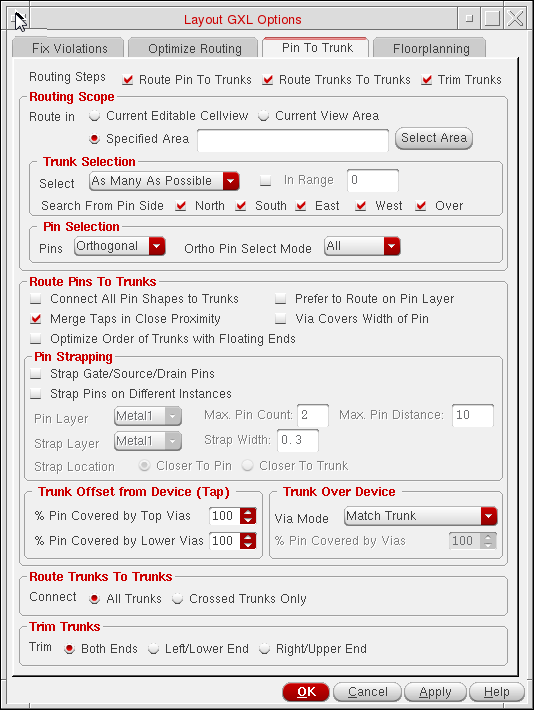 Layout GXL Options
Fix Violations Optimize Routing Pin To Trunk Floorplanning
Routing Steps Route Pin To Trunks Route Trunks To Trunks Trim Trunks
Routing Scope
Route in Current Editable Cellview Current View Area
Specified Area Select Area
Trunk Selection
Select As Many As Possible In Range 0
Search From Pin Side North South East West Over
Pin Selection
Pins Orthogonal Ortho Pin Select Mode All
Route Pins To Trunks
Connect All Pin Shapes to Trunks Prefer to Route on Pin Layer
Merge Taps in Close Proximity Via Covers Width of Pin
Optimize Order of Trunks with Floating Ends
Pin Strapping
Strap Gate/Source/Drain Pins
Strap Pins on Different Instances
Pin Layer Metal1 Max. Pin Count: 2 Max. Pin Distance: 10
Strap Layer Metal1 Strap Width: 0.3
Strap Location Closer To Pin Closer To Trunk
Trunk Offset from Device (Tap) Trunk Over Device
% Pin Covered by Top Vias 100 Via Mode Match Trunk
% Pin Covered by Lower Vias 100 % Pin Covered by Vias 100
Route Trunks To Trunks
Connect All Trunks Crossed Trunks Only
Trim Trunks
Trim Both Ends Left/Lower End Right/Upper End
OK Cancel Apply Help